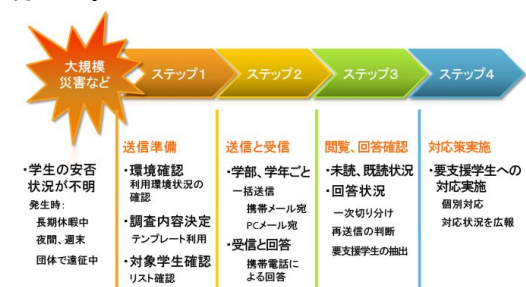 大規模
災害など
ステップ1
ステップ2
ステップ3
ステップ4
・学生の安否
状況が不明
発生時:
長期休暇中
夜間、週末
団体で遠征中
送信準備
・環境確認
利用環境状況の
確認
・調査内容決定
テンプレート利用
・対象学生確認
リスト確認
送信と受信
・学部、学年ごと
一括送信
携帯メール宛
PCメール宛
・受信と回答
携帯電話に
よる回答
閲覧、回答確認
・未読、既読状況
・回答状況
一次切り分け
再送信の判断
要支援学生の抽出
対応策実施
・要支援学生への
対応実施
個別対応
対応状況を広報